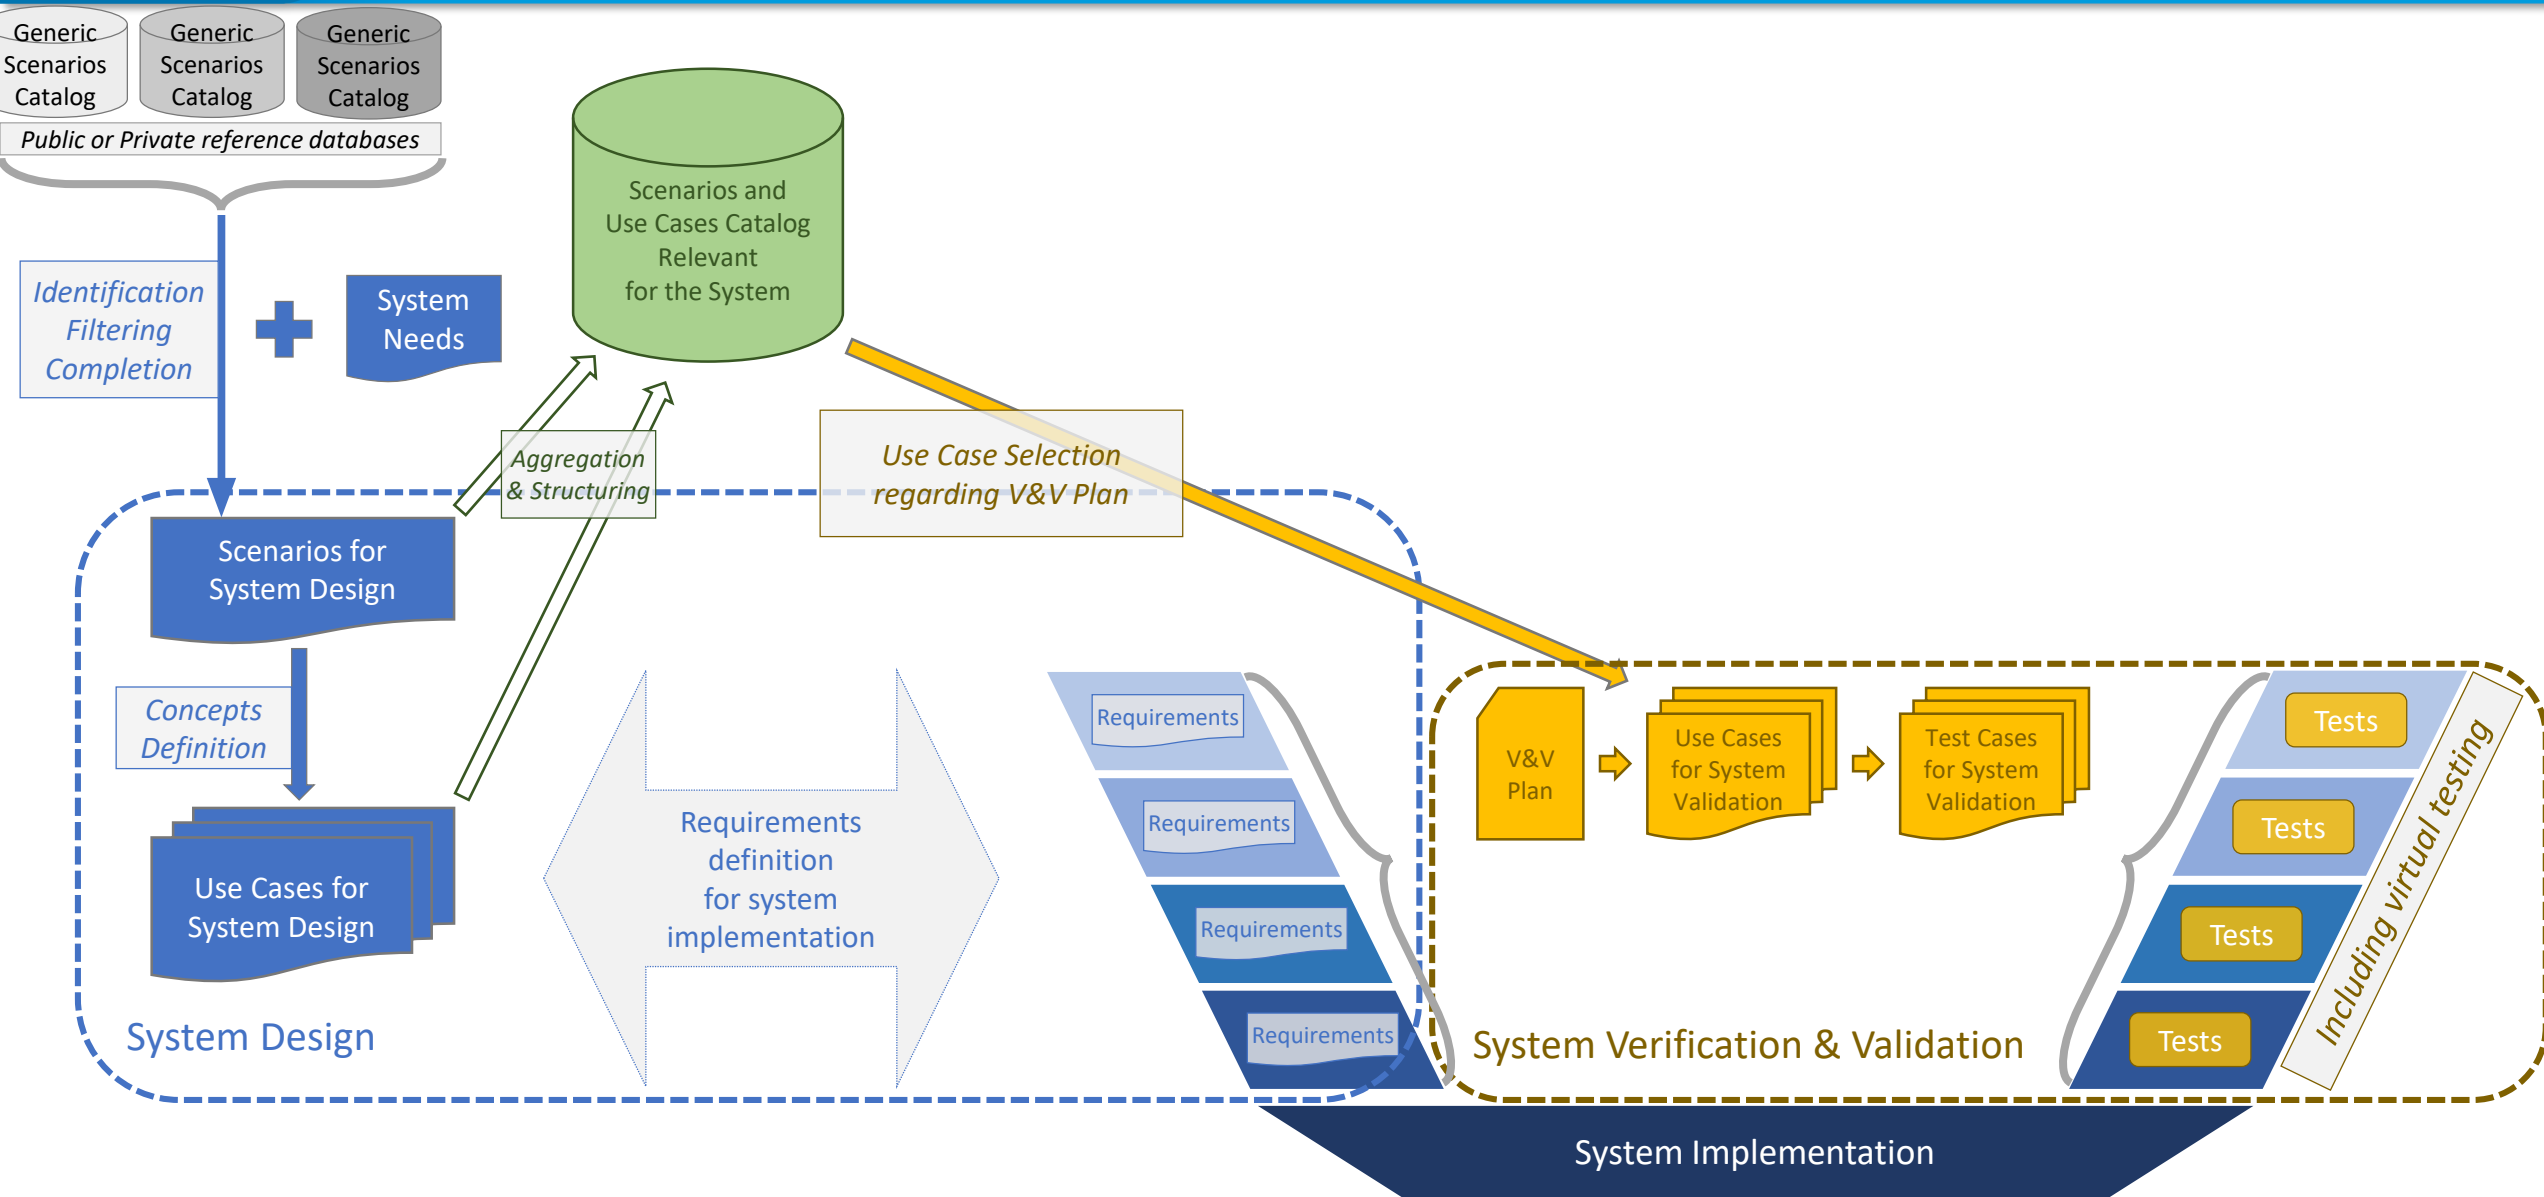 Generic
Scenarios
Catalog
Generic
Scenarios
Catalog
Generic
Scenarios
Catalog
Public or Private reference databases
Identification
Filtering
Completion
System
Needs
Scenarios and
Use Cases Catalog
Relevant
for the System
Aggregation
& Structuring
Use Case Selection
regarding V&V Plan
Scenarios for
System Design
Concepts
Definition
Use Cases for
System Design
System Design
Requirements
definition
for system
implementation
Requirements
Requirements
Requirements
Requirements
V&V
Plan
Use Cases
for System
Validation
Test Cases
for System
Validation
System Verification & Validation
Tests
Tests
Tests
Tests
Including virtual testing
System Implementation